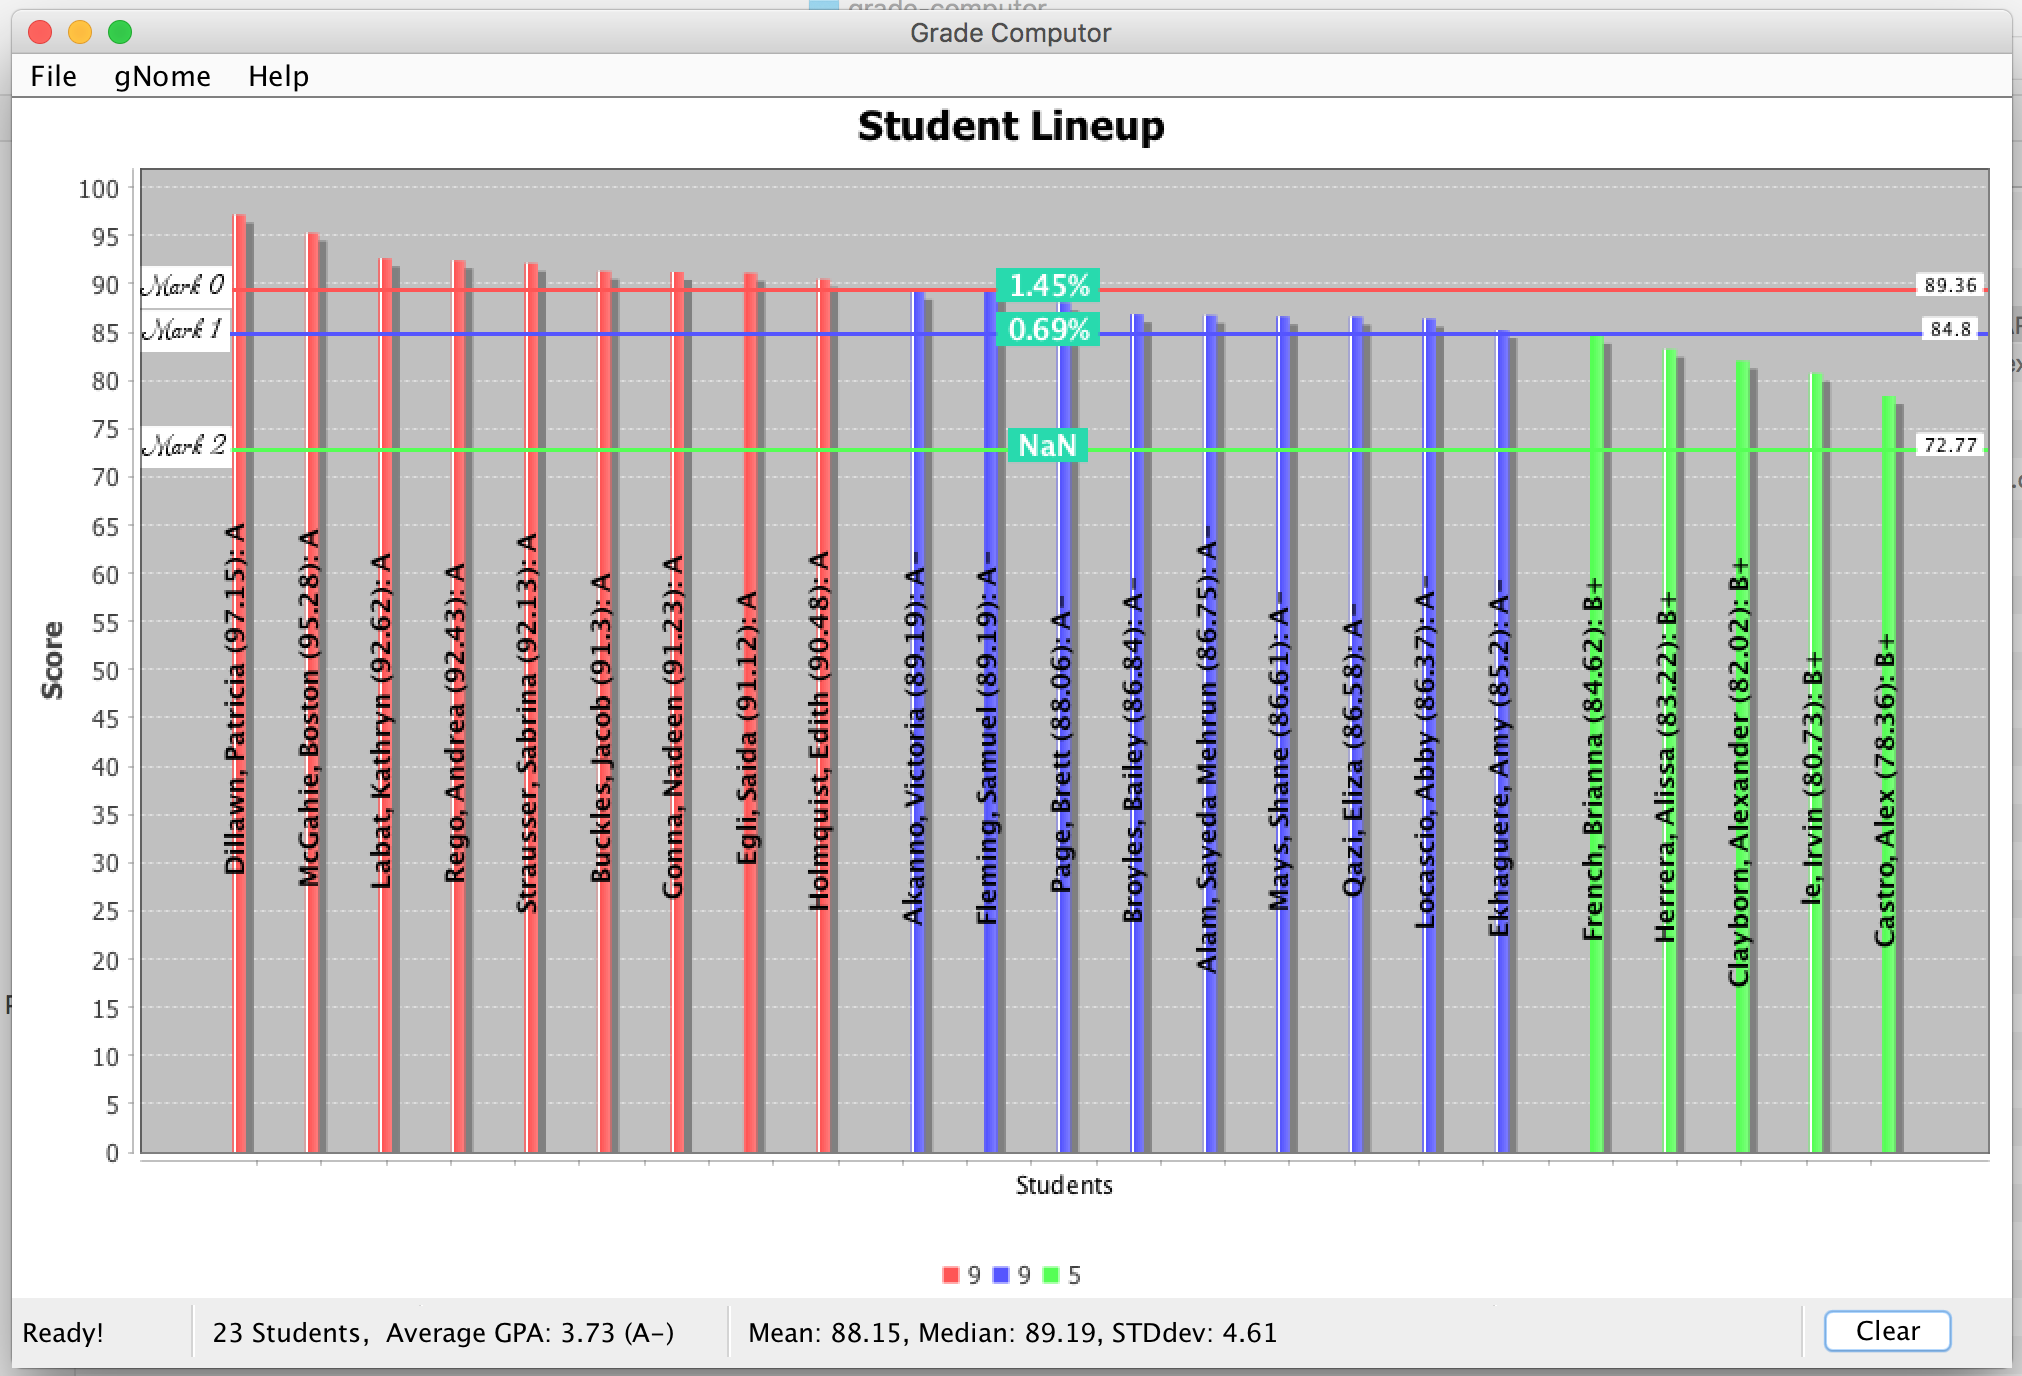 grade-computor
Grade Computor
File gNome Help
Student Lineup
Score
100
95
90
85
80
75
70
65
60
55
50
45
40
35
30
25
20
15
10
5
0
Mark 0
Mark 1
Mark 2
1.45%
0.69%
NaN
89.36
84.8
72.77
Dillawn, Patricia (97.15): A
McGahie, Boston (95.28): A
Labat, Kathryn (92.62): A
Rego, Andrea (92.43): A
Strausser, Sabrina (92.13): A
Buckles, Jacob (91.3): A
Gonna, Nadeen (91.23): A
Egli, Saida (91.12): A
Holmquist, Edith (90.48): A
Akanno, Victoria (89.19): A-
Fleming, Samuel (89.19): A-
Page, Brett (88.06): A-
Broyles, Bailey (86.84): A-
Alam, Sayeda Mehrun (86.75): A-
Mays, Shane (86.61): A-
Qazi, Eliza (86.58): A-
Locascio, Abby (86.37): A-
Ekhaguere, Amy (85.2): A-
French, Brianna (84.62): B+
Herrera, Alissa (83.22): B+
Clayborn, Alexander (82.02): B+
Ie, Irvin (80.73): B+
Castro, Alex (78.36): B+
Students
9 9 5
Ready!
23 Students, Average GPA: 3.73 (A-)
Mean: 88.15, Median: 89.19, STDdev: 4.61
Clear